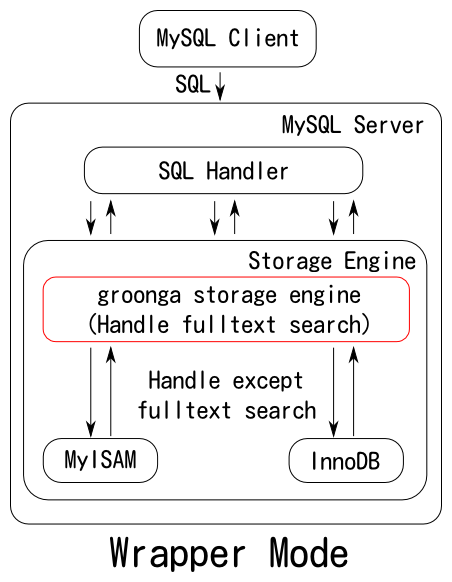 MySQL Client
SQL
MySQL Server
SQL Handler
Storage Engine
groonga storage engine
(Handle fulltext search)
Handle except
fulltext search
MyISAM
InnoDB
Wrapper Mode